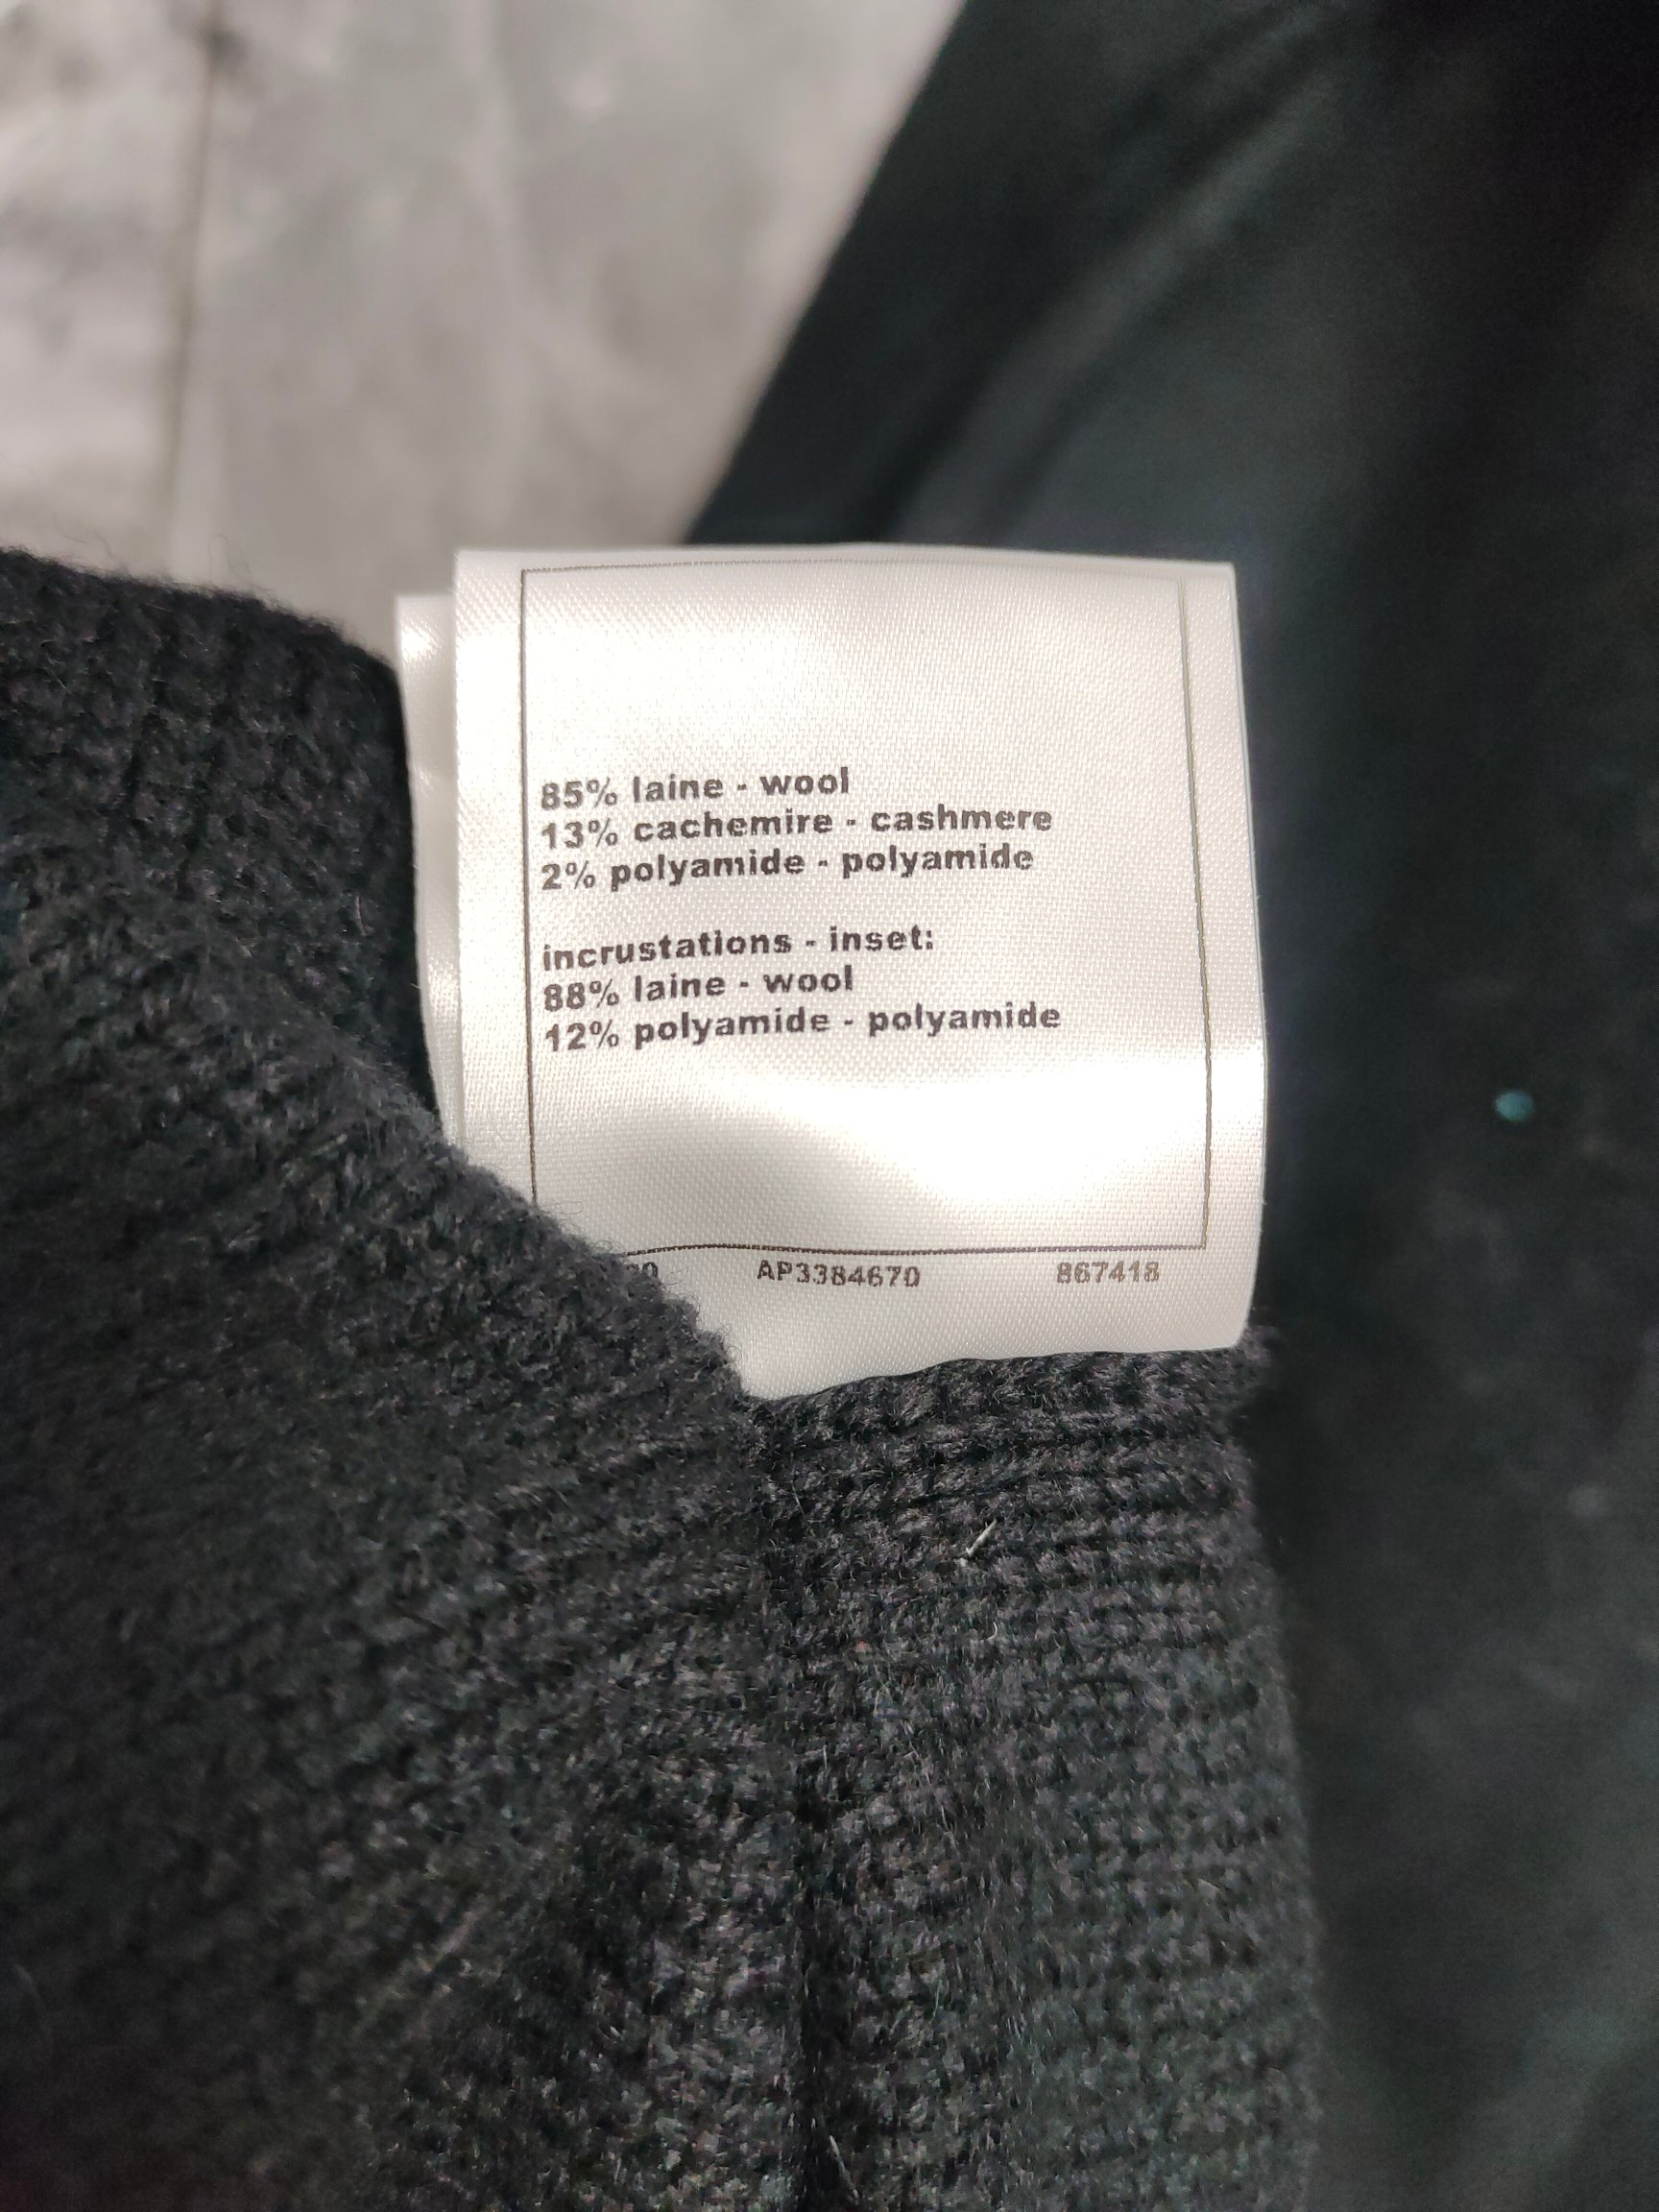 85% laine - wool
13% cachemire - cashmere
2% polyamide - polyamide
incrustations - inset:
88% laine - wool
12% polyamide - polyamide
AP3384670 867418